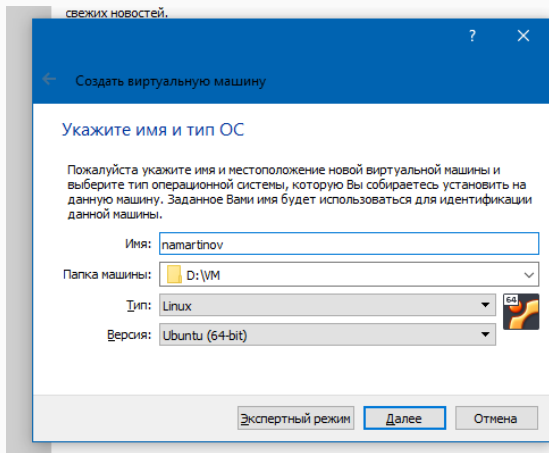 свежих новостей.
?
Создать виртуальную машину
Укажите имя и тип ОС
Пожалуйста укажите имя и местоположение новой виртуальной машины и
выберите тип операционной системы, которую Вы собираетесь установить на
данную машину. Заданное Вами имя будет использоваться для идентификации
данной машины.
Имя: namartinov
Папка машины: D:\VM
Тип: Linux 64
Версия: Ubuntu (64-bit)
Экспертный режим Далее Отмена